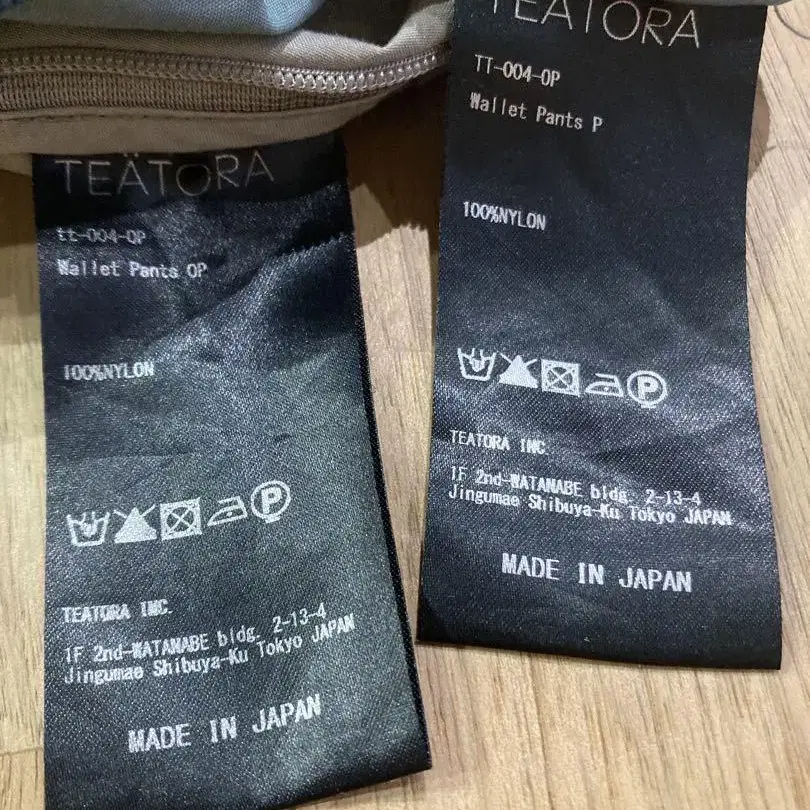 TEÄTORA
tt-004-OP
Wallet Pants OP
100%NYLON
P
TEATORA INC.
1F 2nd-WATANABE bldg. 2-13-4
Jingumae Shibuya-Ku Tokyo JAPAN
MADE IN JAPAN
TEÄTORA
TT-004-OP
Wallet Pants P
100%NYLON
P
TEATORA INC.
1F 2nd-WATANABE bldg. 2-13-4
Jingumae Shibuya-Ku Tokyo JAPAN
MADE IN JAPAN